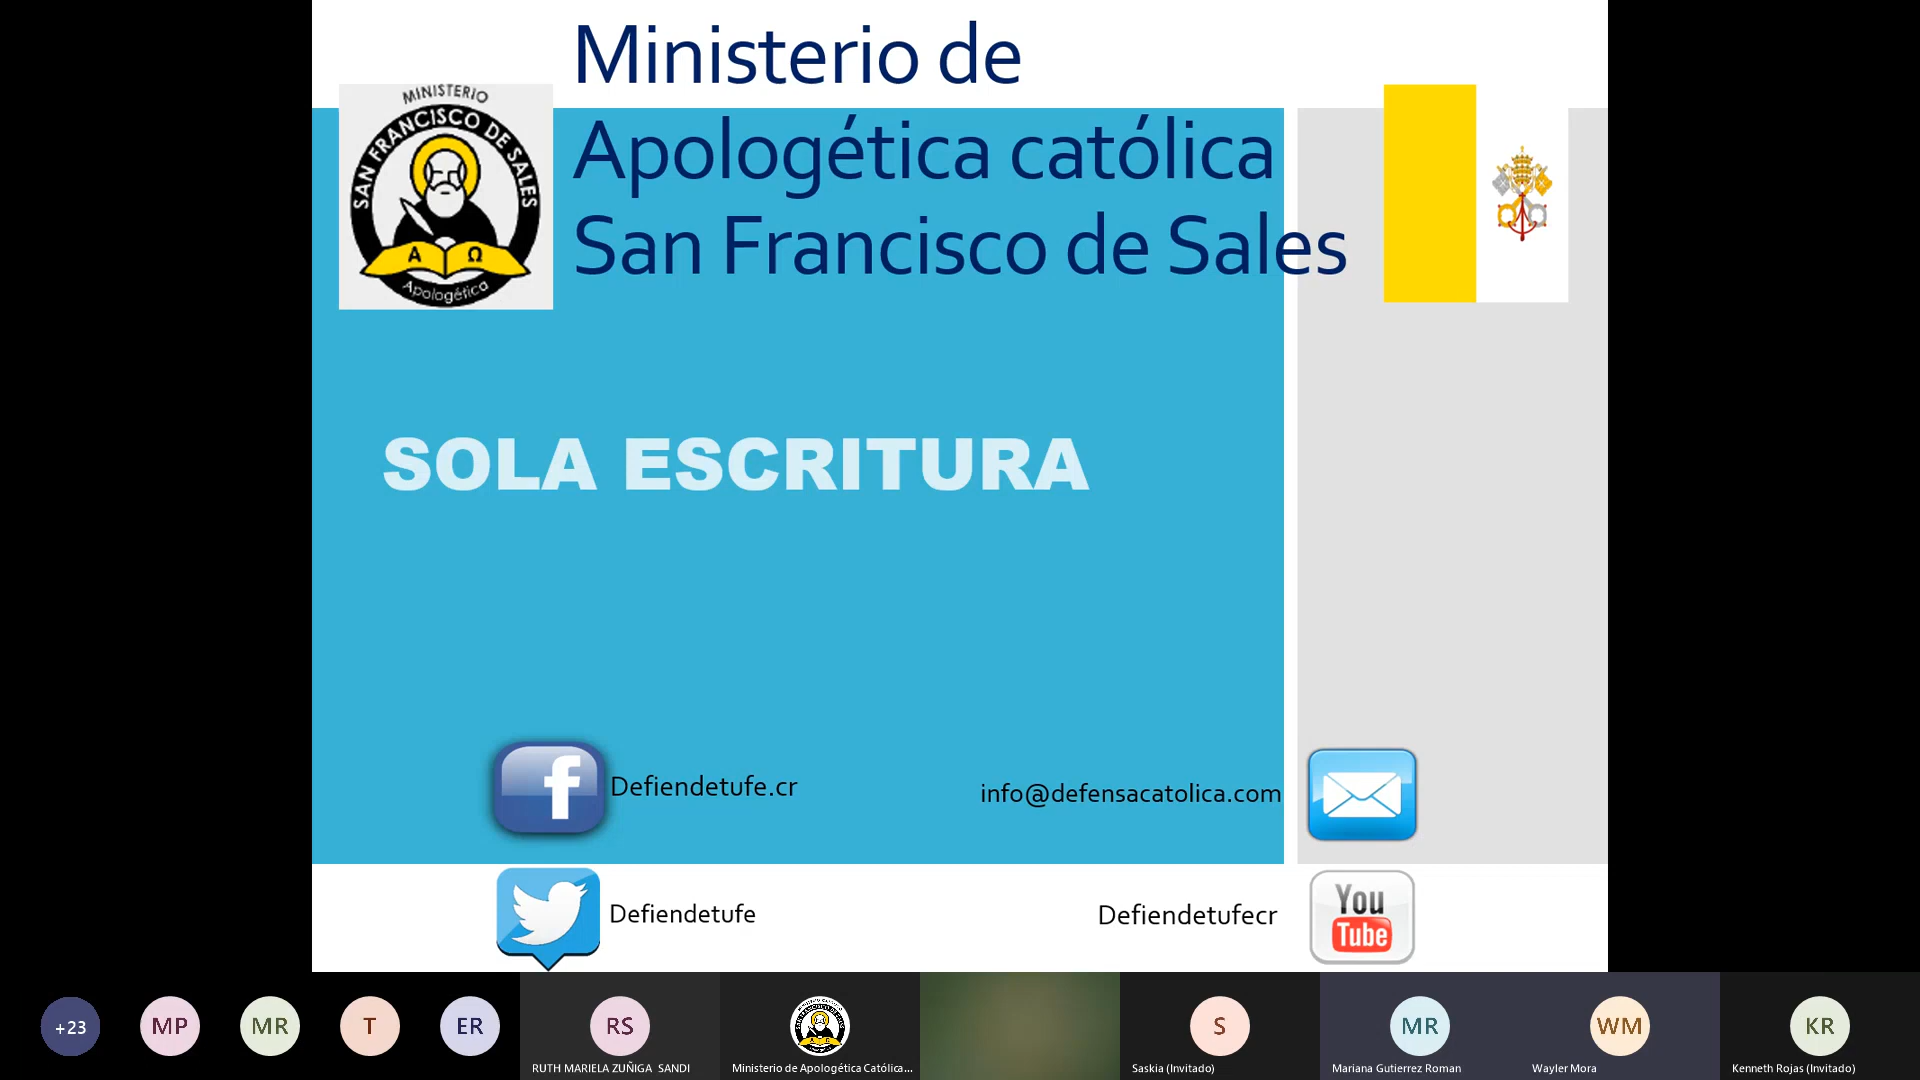 Ministerio de
Apologética católica
San Francisco de Sales
MINISTERIO
SAN FRANCISCO DE SALES
Α Ω
Apologética
SOLA ESCRITURA
f
Defiendetufe.cr
info@defensacatolica.com
Defiendetufe
Defiendetufecr
You
Tube
+23
MP
MR
T
ER
RS
RUTH MARIELA ZUÑIGA SANDI
Ministerio de Apologética Católica...
S
Saskia (Invitado)
MR
Mariana Gutierrez Roman
WM
Wayler Mora
KR
Kenneth Rojas (Invitado)